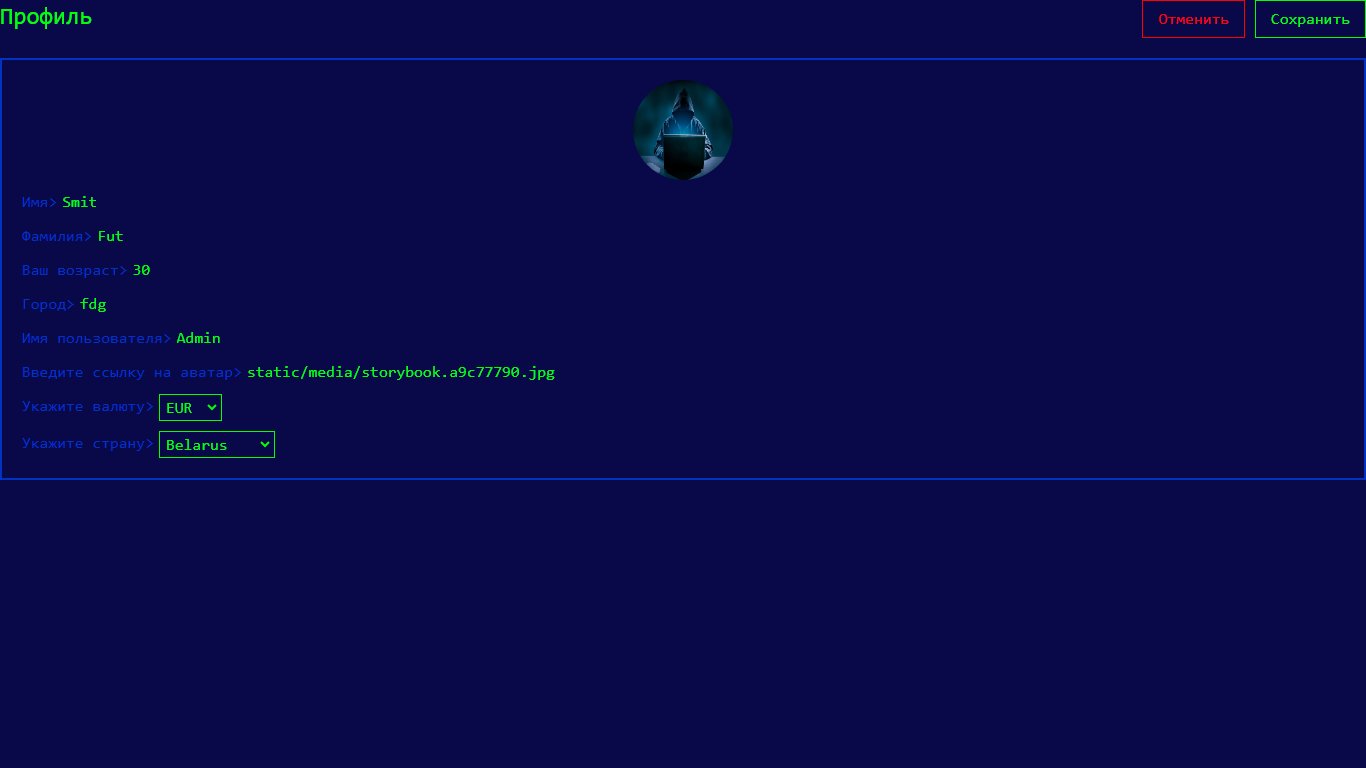 Профиль
Отменить
Сохранить
Имя> Smit
Фамилия> Fut
Ваш возраст> 30
Город> fdg
Имя пользователя> Admin
Введите ссылку на аватар> static/media/storybook.a9c77790.jpg
Укажите валюту> EUR
Укажите страну> Belarus